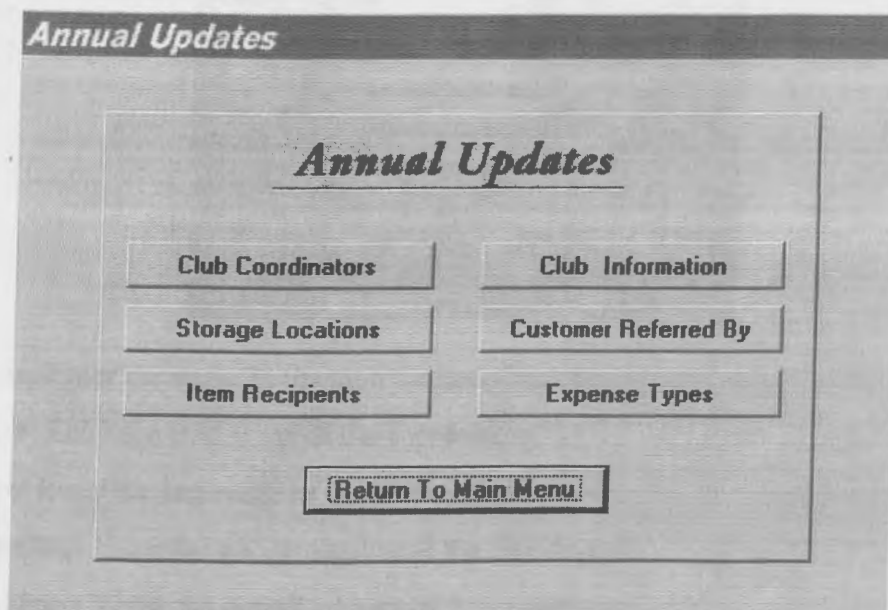 Annual Updates
Annual Updates
Club Coordinators
Club Information
Storage Locations
Customer Referred By
Item Recipients
Expense Types
Return To Main Menu